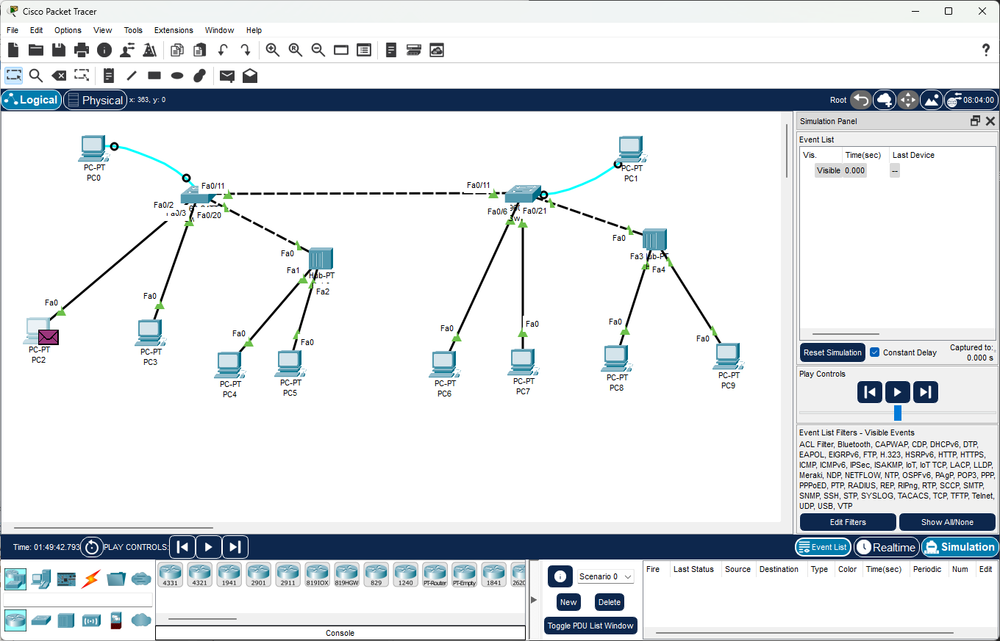 Cisco Packet Tracer
File Edit Options View Tools Extensions Window Help
Logical Physical x: 363, y: 0 Root 08:04:00
Simulation Panel
Event List
Vis. Time(sec) Last Device
Visible 0.000 --
PC-PT
PC0
PC-PT
PC1
Fa0/11
Fa0/11
Fa0/2
Fa0/3
Fa0/20
Fa0/6
Fa0/21
Fa0
Fa1
Hub-PT
Fa2
Fa0
Fa3
Fa4
Fa0
PC-PT
PC2
Fa0
PC-PT
PC3
Fa0
PC-PT
PC4
Fa0
PC-PT
PC5
Fa0
PC-PT
PC6
Fa0
PC-PT
PC7
Fa0
PC-PT
PC8
Fa0
PC-PT
PC9
Reset Simulation Constant Delay Captured to:
0.000 s
Play Controls
Event List Filters - Visible Events
ACL Filter, Bluetooth, CAPWAP, CDP, DHCPv6, DTP,
EAPOL, EIGRPv6, FTP, H.323, HSRPv6, HTTP, HTTPS,
ICMP, ICMPv6, IPSec, ISAKMP, IoT, IoT TCP, LACP, LLDP,
Meraki, NDP, NETFLOW, NTP, OSPFv6, PAgP, POP3, PPP,
PPPoED, PTP, RADIUS, REP, RIPng, RTP, SCCP, SMTP,
SNMP, SSH, STP, SYSLOG, TACACS, TCP, TFTP, Telnet,
UDP, USB, VTP
Edit Filters Show All/None
Time: 01:49:42.793 PLAY CONTROLS: Event List Realtime Simulation
4331 4321 1941 2901 2911 819IOX 819HGW 829 1240 PT-Router PT-Empty 1841 2620
Console
Scenario 0
New Delete
Toggle PDU List Window
Fire Last Status Source Destination Type Color Time(sec) Periodic Num Edit